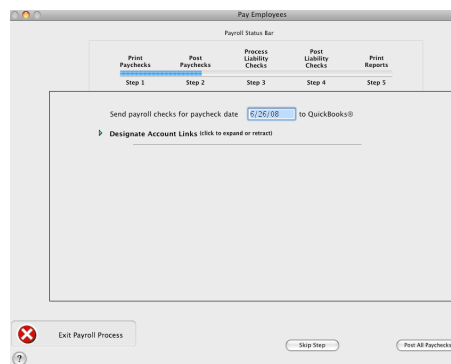 Pay Employees
Payroll Status Bar
Print Paychecks
Post Paychecks
Process Liability Checks
Post Liability Checks
Print Reports
Step 1
Step 2
Step 3
Step 4
Step 5
Send payroll checks for paycheck date 6/26/08 to QuickBooks®
Designate Account Links (click to expand or retract)
Exit Payroll Process
Skip Step
Post All Paychecks
?